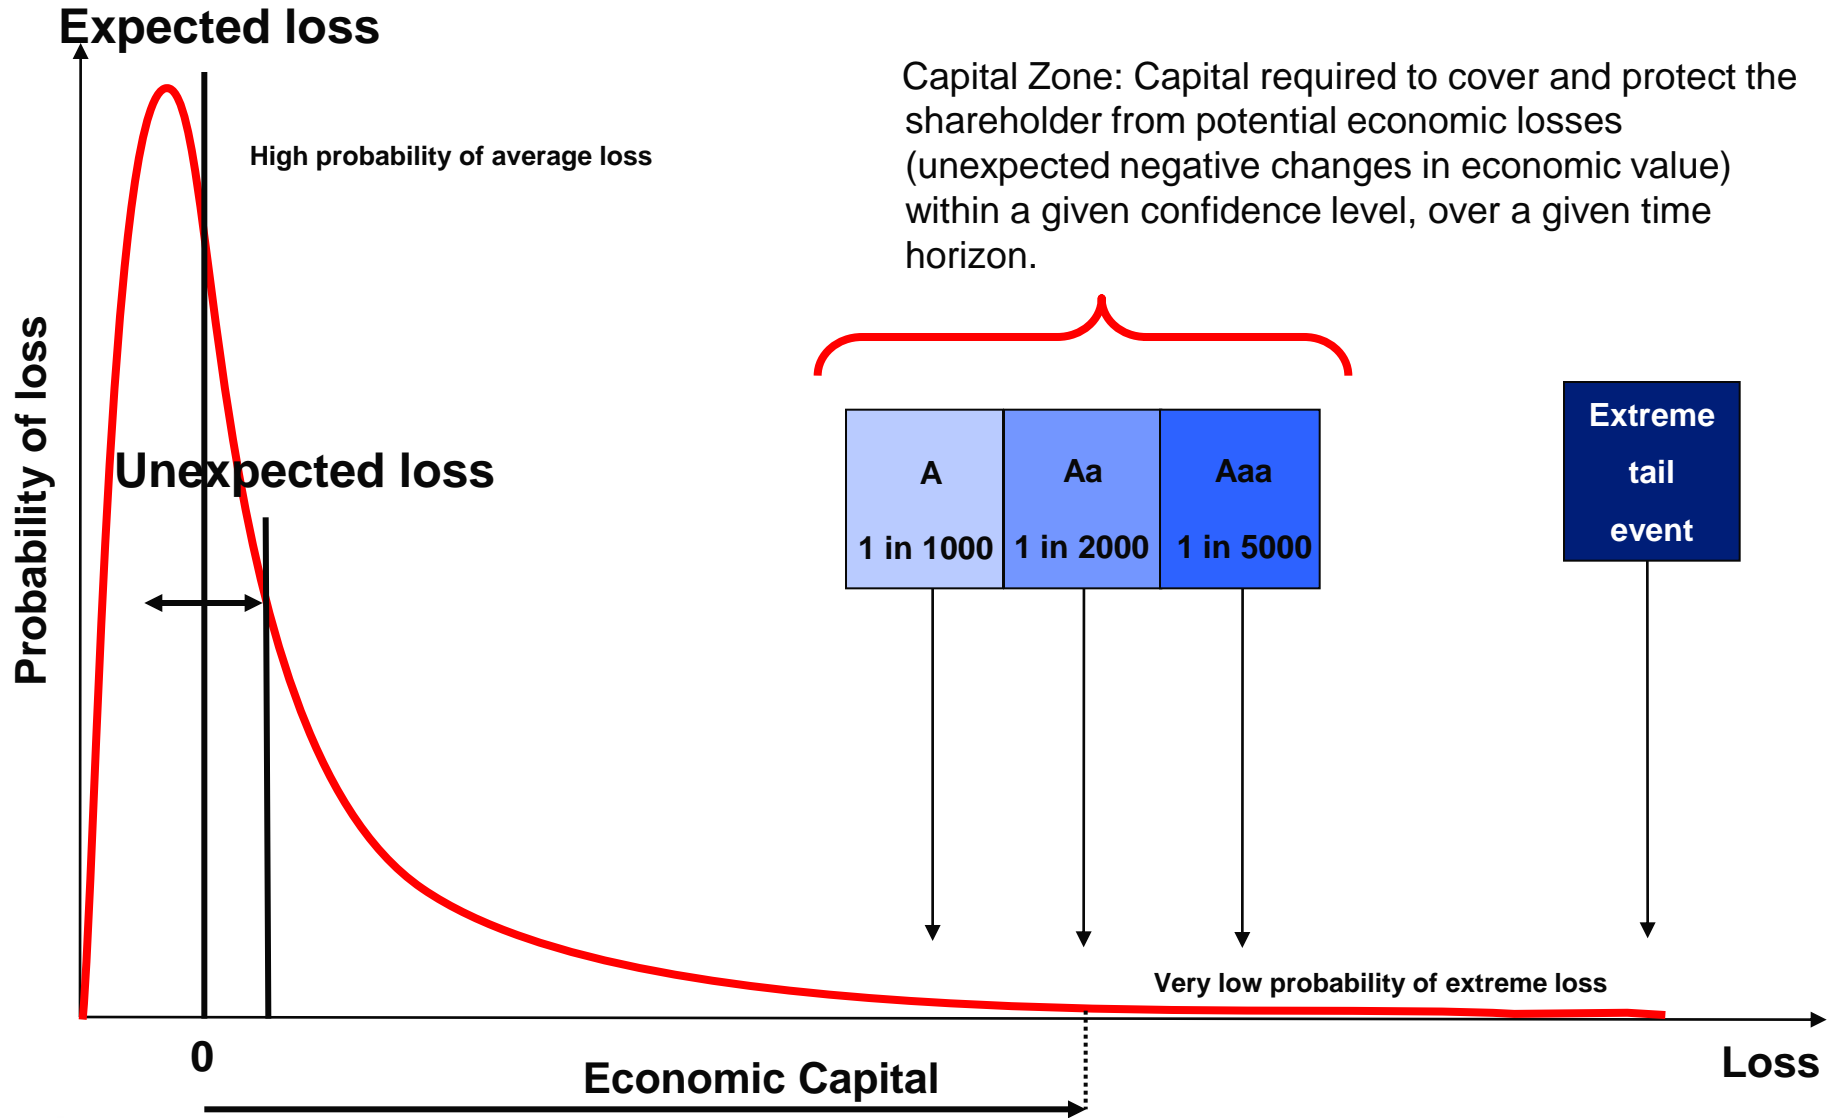 Expected loss
Capital Zone: Capital required to cover and protect the
shareholder from potential economic losses
(unexpected negative changes in economic value)
within a given confidence level, over a given time
horizon.
High probability of average loss
Probability of loss
Unexpected loss
A
1 in 1000
Aa
1 in 2000
Aaa
1 in 5000
Extreme
tail
event
Very low probability of extreme loss
0
Economic Capital
Loss